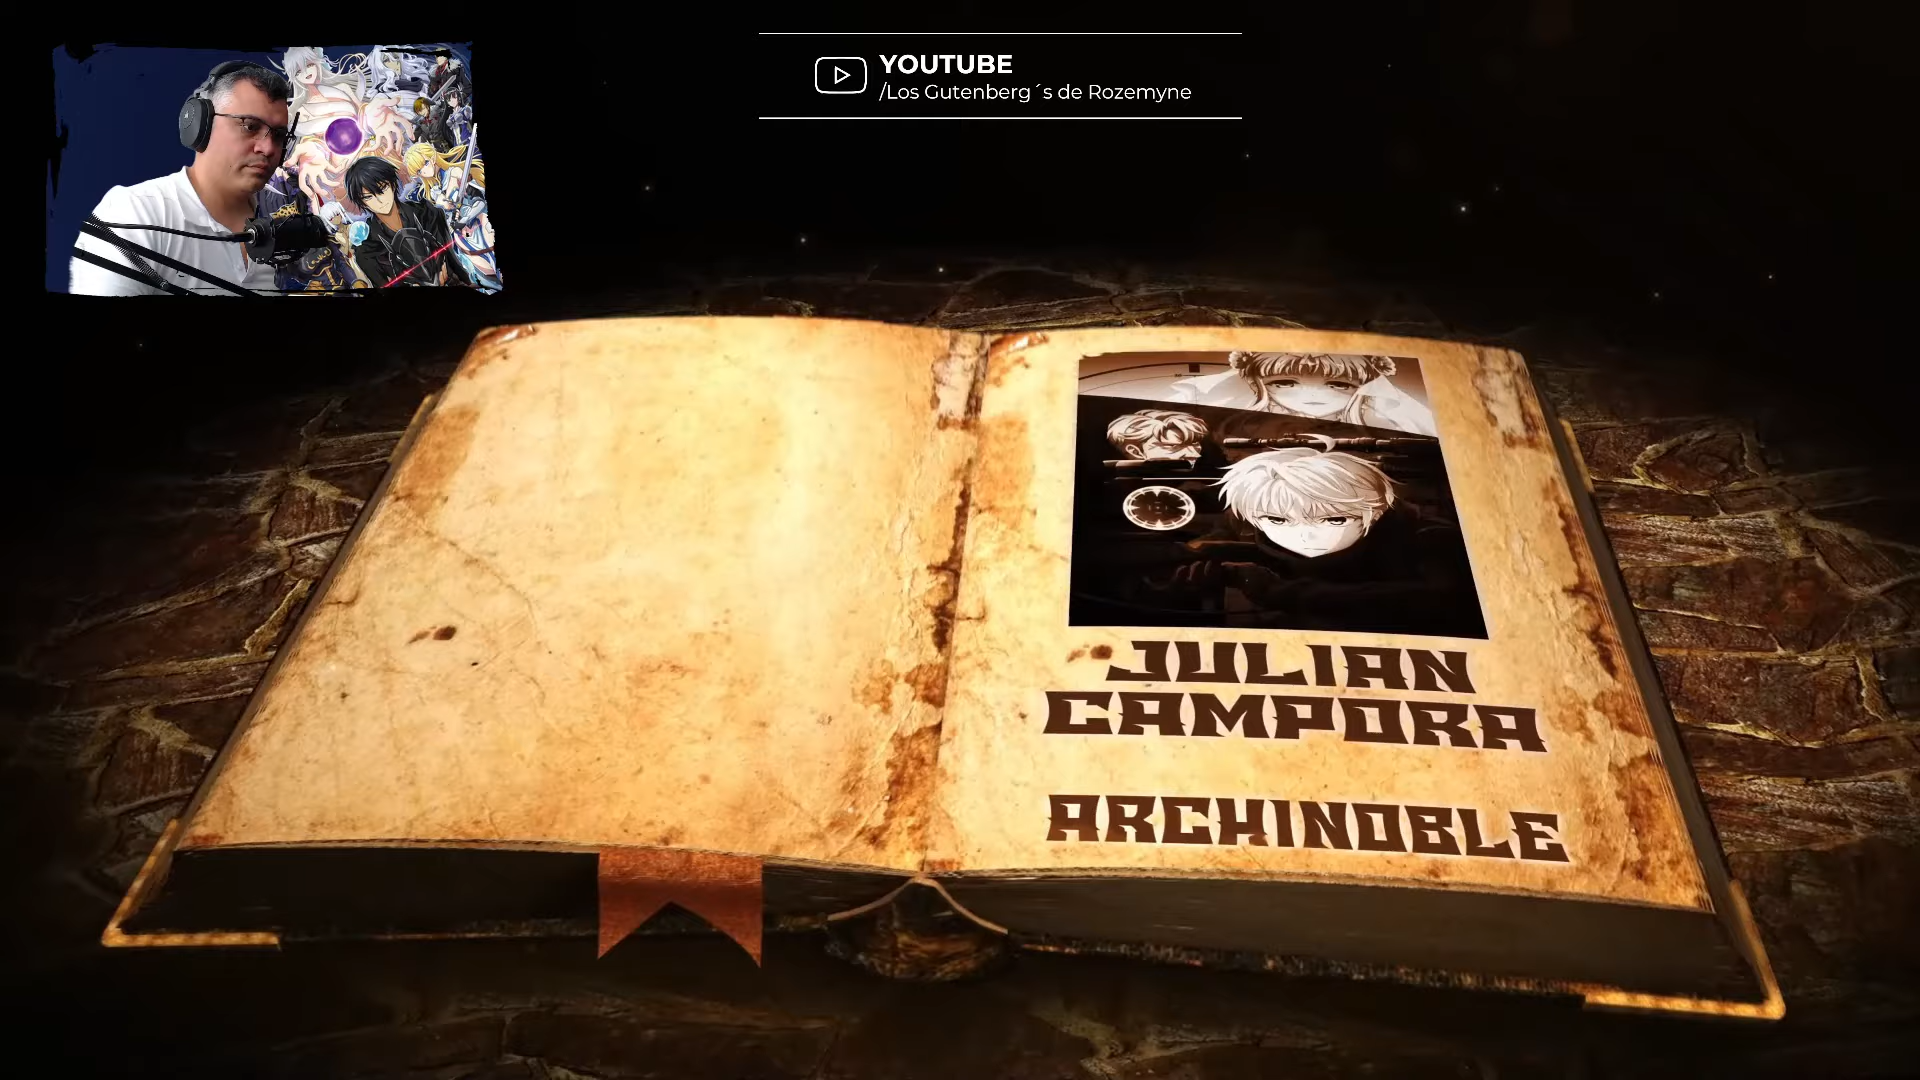 YOUTUBE
/Los Gutenberg´s de Rozemyne
JULIAN
CAMPORA
ARCHINOBLE